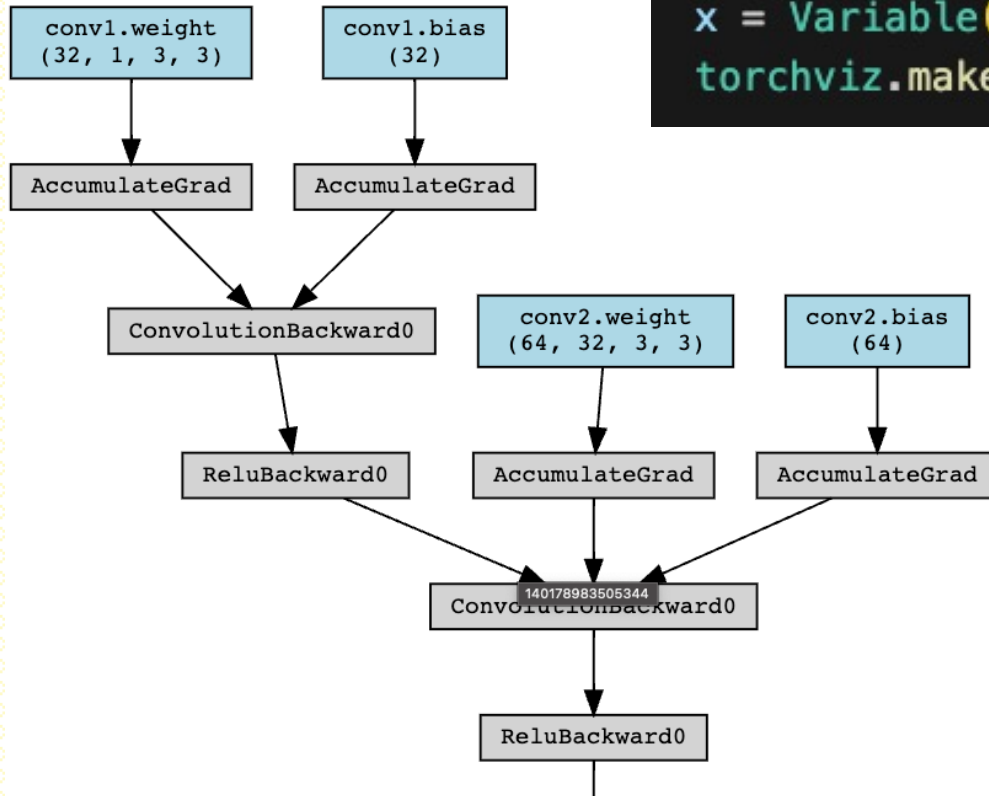 conv1.weight
(32, 1, 3, 3)
conv1.bias
(32)
x = Variable(
torchviz.make
AccumulateGrad
AccumulateGrad
ConvolutionBackward0
conv2.weight
(64, 32, 3, 3)
conv2.bias
(64)
ReluBackward0
AccumulateGrad
AccumulateGrad
140178983505344
ConvolutionBackward0
ReluBackward0